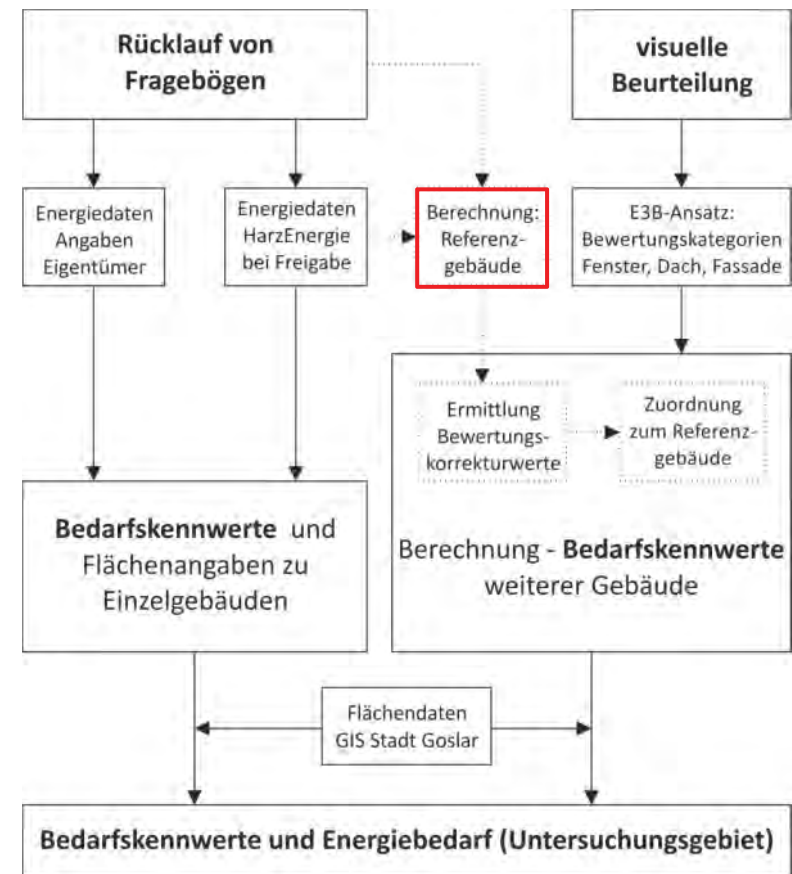 Rücklauf von
Fragebögen
visuelle
Beurteilung
Energiedaten
Angaben
Eigentümer
Energiedaten
HarzEnergie
bei Freigabe
Berechnung:
Referenz-
gebäude
E3B-Ansatz:
Bewertungskategorien
Fenster, Dach, Fassade
Ermittlung
Bewertungs-
korrekturwerte
Zuordnung
zum Referenz-
gebäude
Bedarfskennwerte und
Flächenangaben zu
Einzelgebäuden
Berechnung - Bedarfskennwerte
weiterer Gebäude
Flächendaten
GIS Stadt Goslar
Bedarfskennwerte und Energiebedarf (Untersuchungsgebiet)